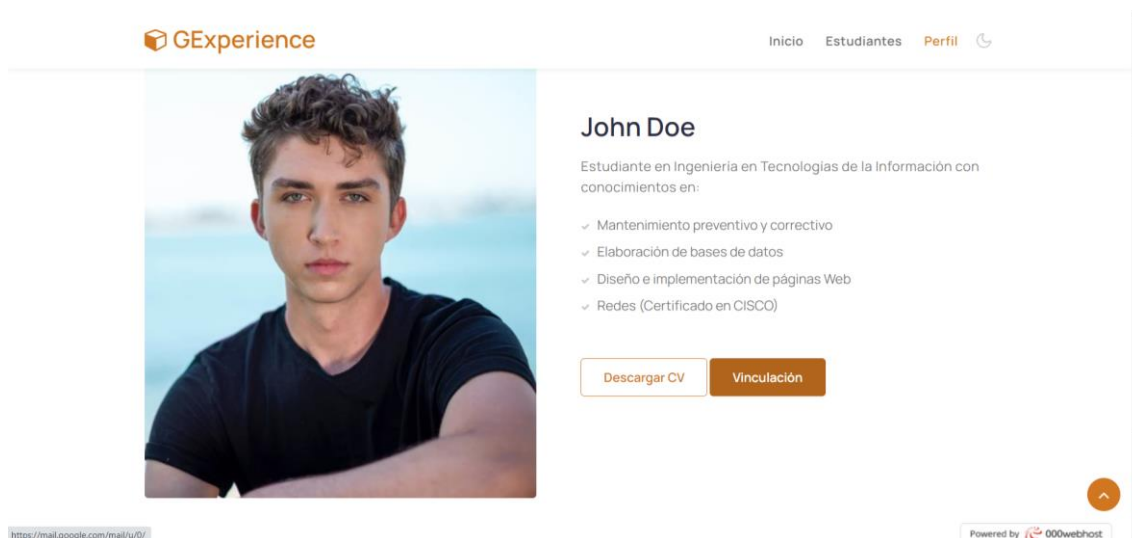 GExperience
Inicio Estudiantes Perfil
John Doe
Estudiante en Ingeniería en Tecnologías de la Información con
conocimientos en:
Mantenimiento preventivo y correctivo
Elaboración de bases de datos
Diseño e implementación de páginas Web
Redes (Certificado en CISCO)
Descargar CV Vinculación
https://mail.google.com/mail/u/0/
Powered by 000webhost